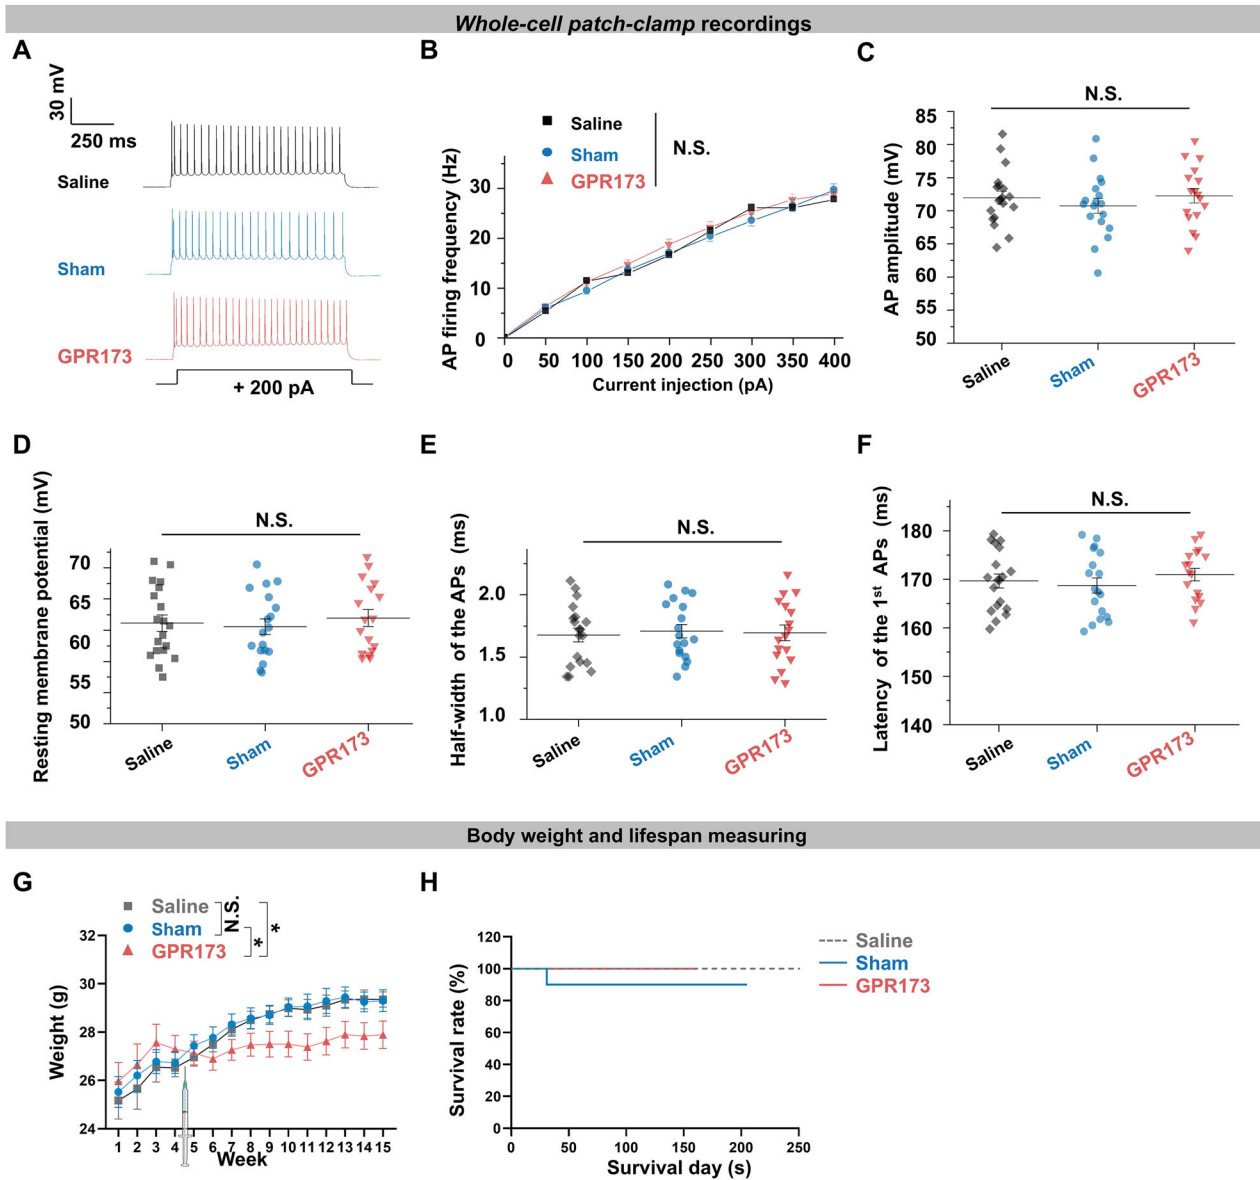 Whole-cell patch-clamp recordings
A
30 mV
250 ms
Saline
Sham
GPR173
+ 200 pA
B
Saline
Sham
GPR173
N.S.
AP firing frequency (Hz)
30
20
10
0
0 50 100 150 200 250 300 350 400
Current injection (pA)
C
N.S.
AP amplitude (mV)
85
80
75
70
65
60
55
50
Saline Sham GPR173
D
N.S.
Resting membrane potential (mV)
70
65
60
55
50
Saline Sham GPR173
E
N.S.
Half-width of the APs (ms)
2.0
1.5
1.0
Saline Sham GPR173
F
N.S.
Latency of the 1st APs (ms)
180
170
160
150
140
Saline Sham GPR173
Body weight and lifespan measuring
G
Saline
Sham
GPR173
N.S.
*
*
Weight (g)
32
30
28
26
24
1 2 3 4 5 6 7 8 9 10 11 12 13 14 15
Week
H
Survival rate (%)
120
100
80
60
40
20
0
0 50 100 150 200 250
Survival day (s)
Saline
Sham
GPR173